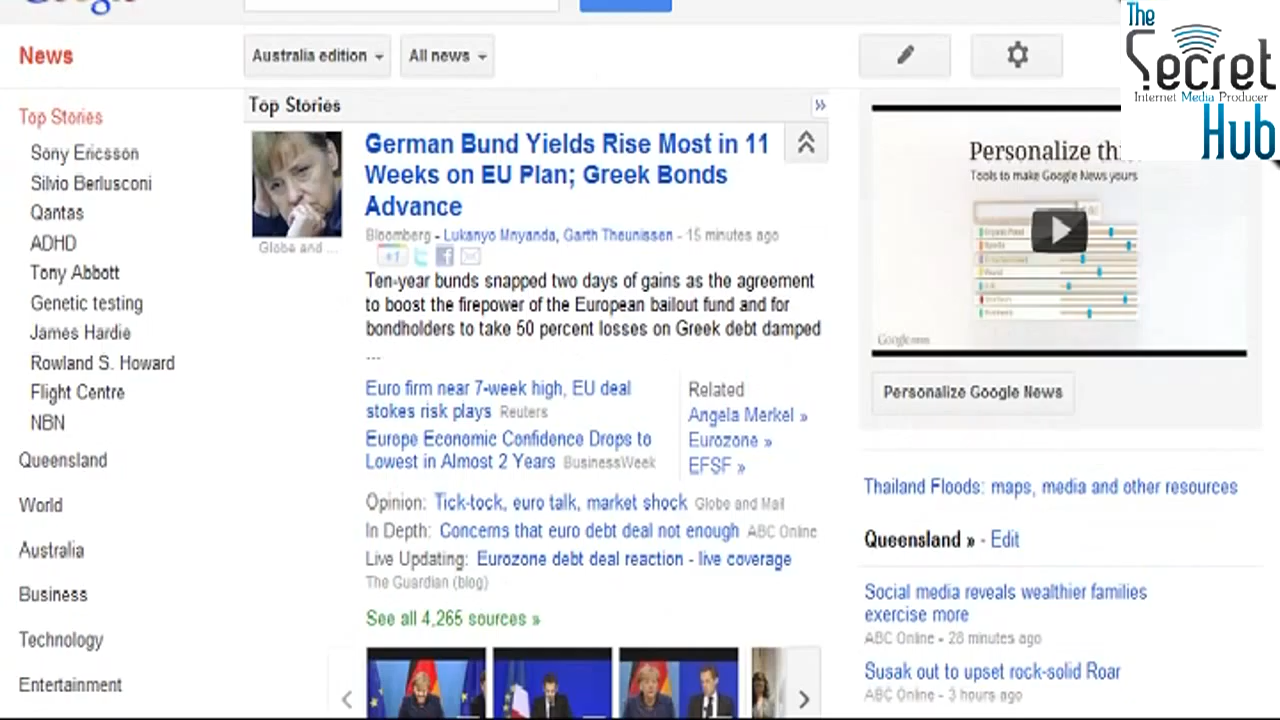 Google
News
Australia edition
All news
The
Secret
Internet Media Producer
Hub
Top Stories
Sony Ericsson
Silvio Berlusconi
Qantas
ADHD
Tony Abbott
Genetic testing
James Hardie
Rowland S. Howard
Flight Centre
NBN
Queensland
World
Australia
Business
Technology
Entertainment
Top Stories
German Bund Yields Rise Most in 11
Weeks on EU Plan; Greek Bonds
Advance
Bloomberg - Lukanyo Mnyanda, Garth Theunissen - 15 minutes ago
Globe and ...
+1
Ten-year bunds snapped two days of gains as the agreement
to boost the firepower of the European bailout fund and for
bondholders to take 50 percent losses on Greek debt damped
...
Euro firm near 7-week high, EU deal
stokes risk plays Reuters
Europe Economic Confidence Drops to
Lowest in Almost 2 Years BusinessWeek
Related
Angela Merkel »
Eurozone »
EFSF »
Opinion: Tick-tock, euro talk, market shock Globe and Mail
In Depth: Concerns that euro debt deal not enough ABC Online
Live Updating: Eurozone debt deal reaction - live coverage
The Guardian (blog)
See all 4,265 sources »
Personalize
Tools to make Google News yours
Google news
Personalize Google News
Thailand Floods: maps, media and other resources
Queensland » - Edit
Social media reveals wealthier families
exercise more
ABC Online - 28 minutes ago
Susak out to upset rock-solid Roar
ABC Online - 3 hours ago